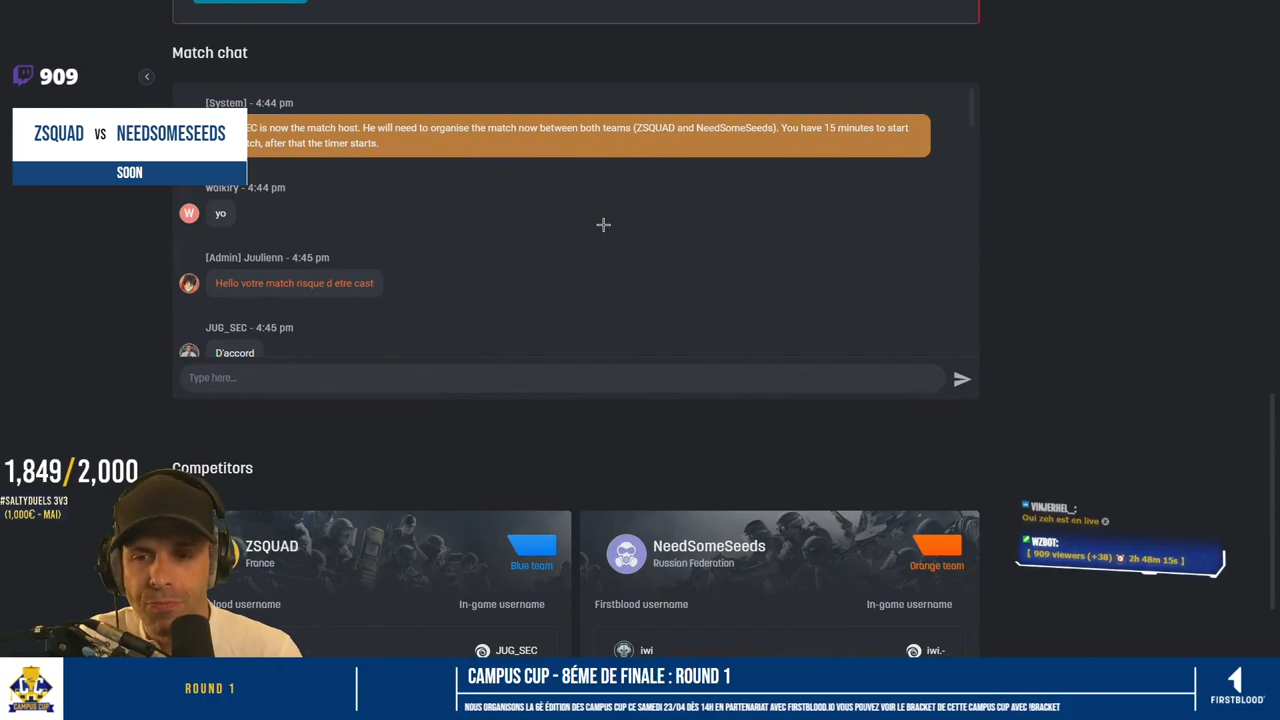 Match chat
909
[System] - 4:44 pm
EC is now the match host. He will need to organise the match now between both teams (ZSQUAD and NeedSomeSeeds). You have 15 minutes to start
tch, after that the timer starts.
ZSQUAD VS NEEDSOMESEEDS
SOON
walkiry - 4:44 pm
W
yo
[Admin] Juulienn - 4:45 pm
Hello votre match risque d etre cast
JUG_SEC - 4:45 pm
D'accord
Type here...
1,849/2,000
#SALTYDUELS 3V3
(1,000€ - MAI)
Competitors
ZSQUAD
France
Blue team
NeedSomeSeeds
Russian Federation
Orange team
lood username
In-game username
Firstblood username
In-game username
JUG_SEC
iwi
iwi.-
VINJERHEL_:
Oui zeh est en live
WZBOT:
[ 909 viewers (+38) 2h 48m 15s ]
CAMPUS CUP
ROUND 1
CAMPUS CUP - 8ÉME DE FINALE : ROUND 1
NOUS ORGANISONS LA 6È ÉDITION DES CAMPUS CUP CE SAMEDI 23/04 DÈS 14H EN PARTENARIAT AVEC FIRSTBLOOD.IO VOUS POUVEZ VOIR LE BRACKET DE CETTE CAMPUS CUP AVEC !BRACKET
FIRSTBLOOD